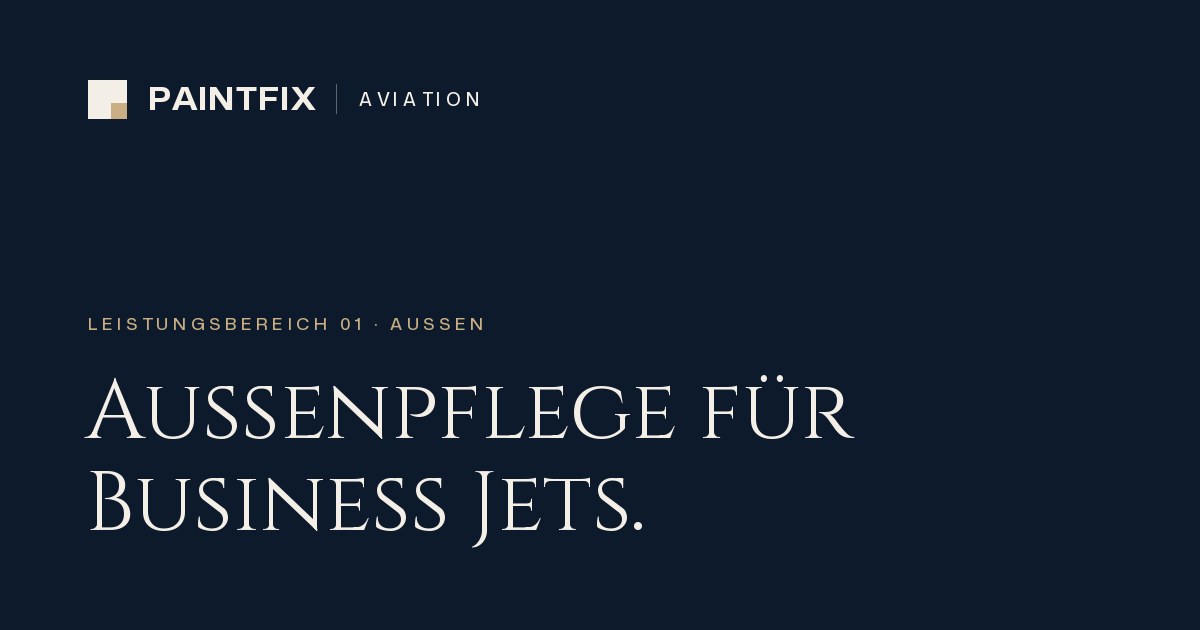 PAINTFIX | AVIATION
LEISTUNGSBEREICH 01 · AUSSEN
Aussenpflege für
Business Jets.